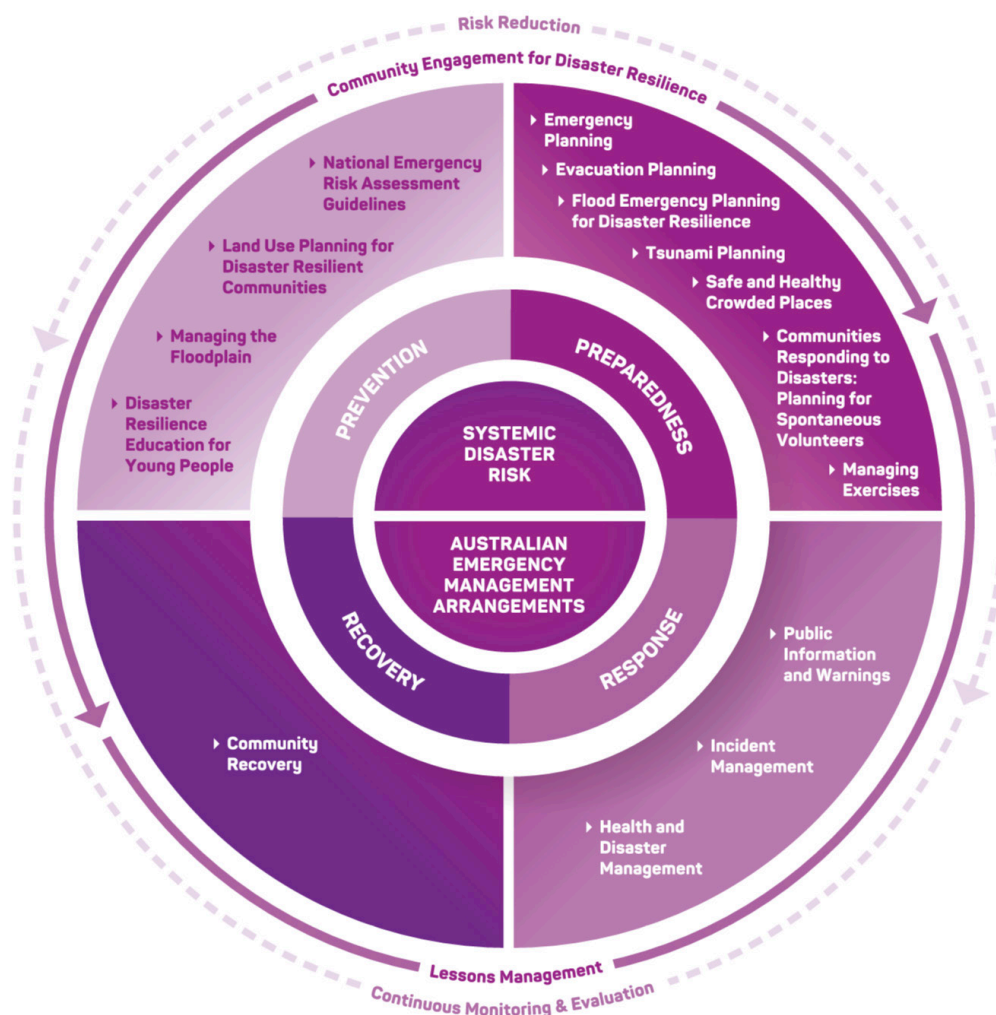 Risk Reduction
Community Engagement for Disaster Resilience
National Emergency
Risk Assessment
Guidelines
Land Use Planning for
Disaster Resilient
Communities
Managing the
Floodplain
Disaster
Resilience
Education for
Young People
Emergency
Planning
Evacuation Planning
Flood Emergency Planning
for Disaster Resilience
Tsunami Planning
Safe and Healthy
Crowded Places
Communities
Responding to
Disasters:
Planning for
Spontaneous
Volunteers
Managing
Exercises
PREVENTION
PREPAREDNESS
SYSTEMIC
DISASTER
RISK
AUSTRALIAN
EMERGENCY
MANAGEMENT
ARRANGEMENTS
RECOVERY
RESPONSE
Community
Recovery
Public
Information
and Warnings
Incident
Management
Health and
Disaster
Management
Lessons Management
Continuous Monitoring & Evaluation